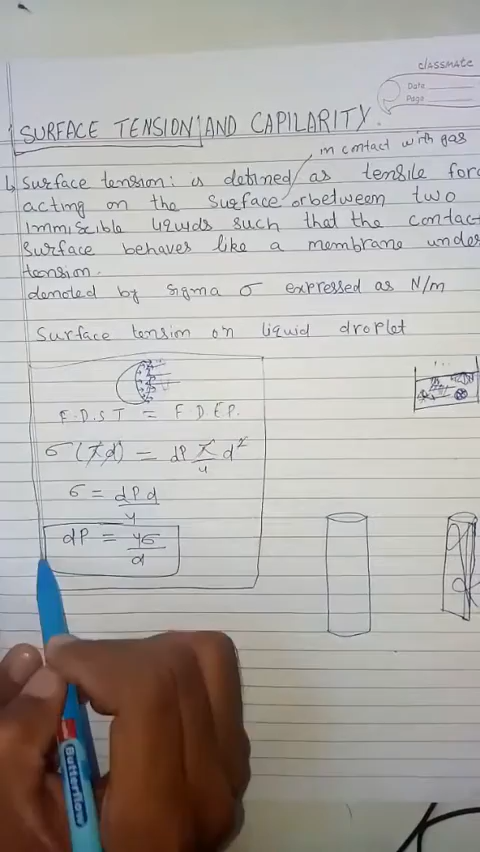 classmate
Date
Page
SURFACE TENSION AND CAPILARITY.
in contact with gas
Surface tension: is defined as tensile for
acting on the surface or between two
immiscible liquids such that the contact
surface behaves like a membrane under
tension.
denoted by sigma σ expressed as N/m
Surface tension on liquid droplet
F.D.S.T = F.D.E.P.
σ(πd) = dP π/4 d²
σ = dPd/4
dP = 4σ/d
Butterflow